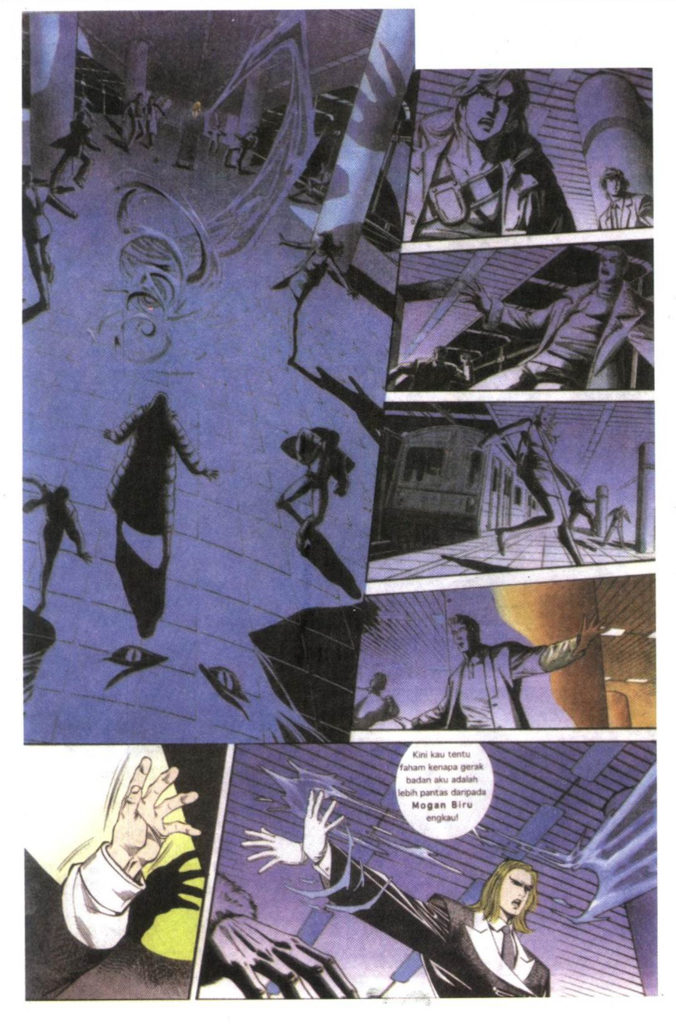 Kini kau tentu
faham kenapa gerak
badan aku adalah
lebih pantas daripada
Mogan Biru
engkau!